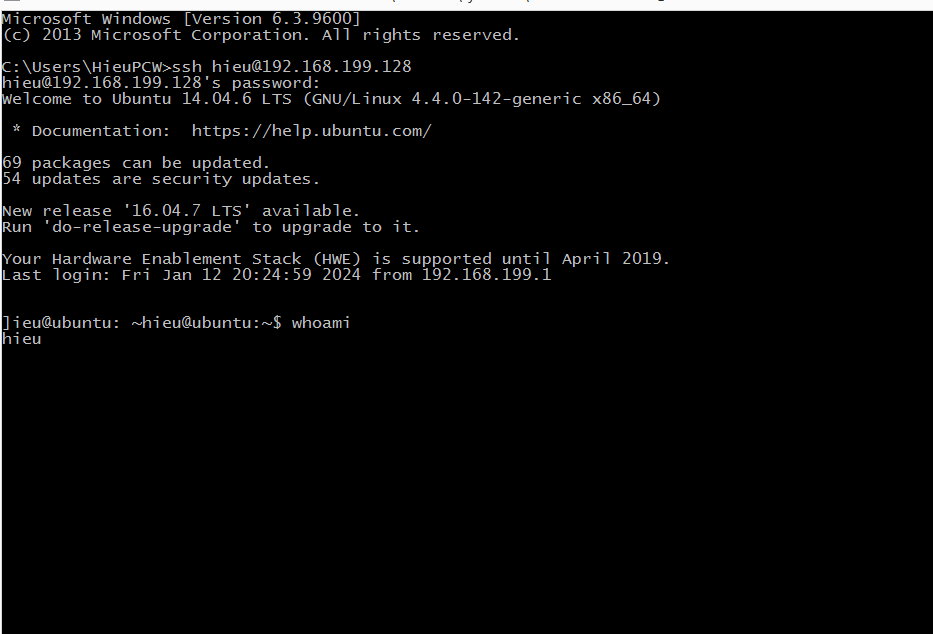 Microsoft Windows [Version 6.3.9600]
(c) 2013 Microsoft Corporation. All rights reserved.
C:\Users\HieuPCW>ssh hieu@192.168.199.128
hieu@192.168.199.128's password:
Welcome to Ubuntu 14.04.6 LTS (GNU/Linux 4.4.0-142-generic x86_64)
* Documentation:  https://help.ubuntu.com/
69 packages can be updated.
54 updates are security updates.
New release '16.04.7 LTS' available.
Run 'do-release-upgrade' to upgrade to it.
Your Hardware Enablement Stack (HWE) is supported until April 2019.
Last login: Fri Jan 12 20:24:59 2024 from 192.168.199.1
]ieu@ubuntu: ~hieu@ubuntu:~$ whoami
hieu